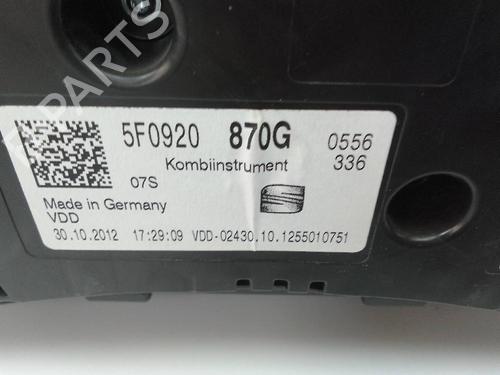 B PARTS
5F0920 870G 0556
Kombiinstrument 336
07S
Made in Germany
VDD
30.10.2012 17:29:09 VDD-02430.10.1255010751